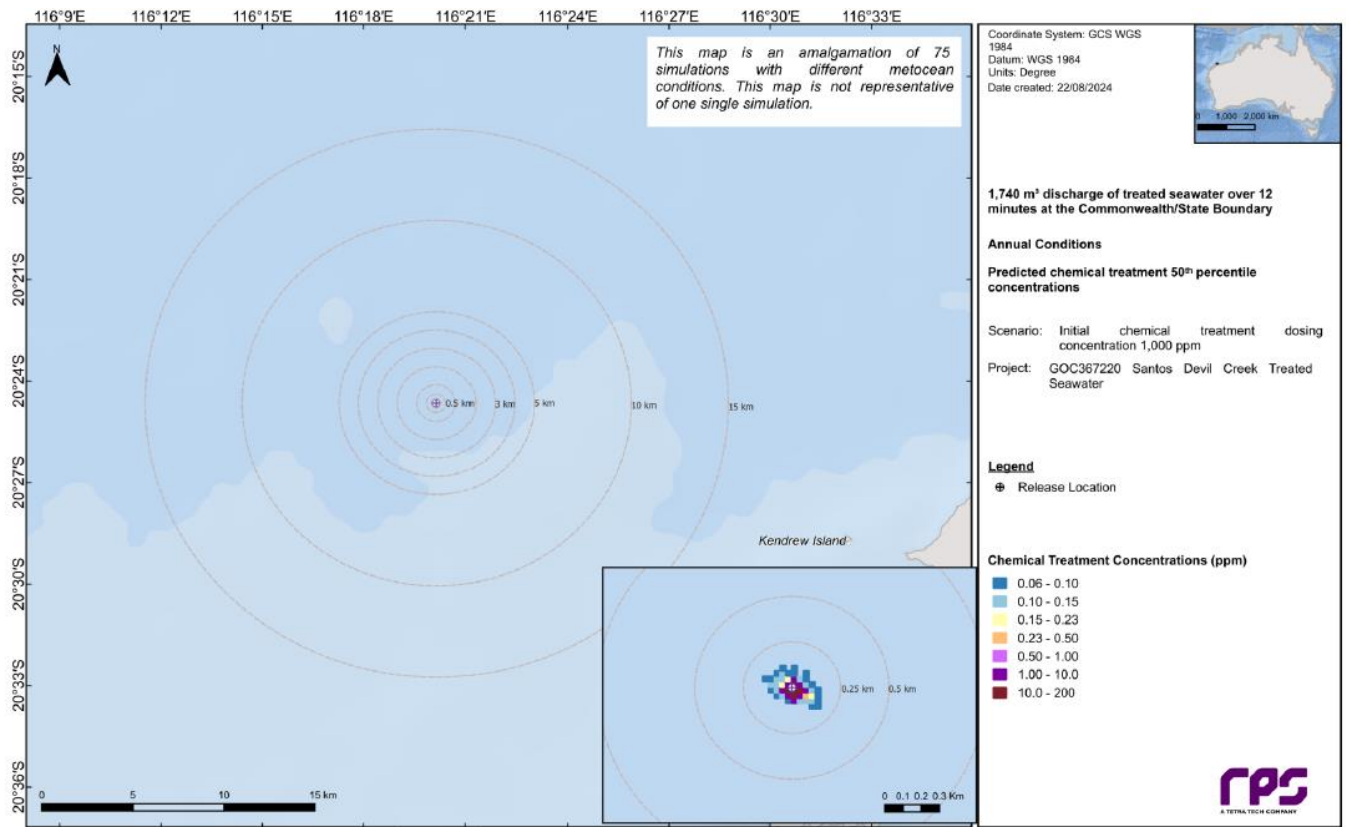 116°9'E 116°12'E 116°15'E 116°18'E 116°21'E 116°24'E 116°27'E 116°30'E 116°33'E
20°15'S
20°18'S
20°21'S
20°24'S
20°27'S
20°30'S
20°33'S
20°36'S
N
This map is an amalgamation of 75
simulations with different metocean
conditions. This map is not representative
of one single simulation.
0.5 km 3 km 5 km 10 km 15 km
Kendrew Island
0.25 km 0.5 km
0 5 10 15 km
0 0.1 0.2 0.3 Km
Coordinate System: GCS WGS
1984
Datum: WGS 1984
Units: Degree
Date created: 22/08/2024
0 1,000 2,000 km
1,740 m³ discharge of treated seawater over 12
minutes at the Commonwealth/State Boundary
Annual Conditions
Predicted chemical treatment 50th percentile
concentrations
Scenario: Initial chemical treatment dosing
concentration 1,000 ppm
Project: GOC367220 Santos Devil Creek Treated
Seawater
Legend
Release Location
Chemical Treatment Concentrations (ppm)
0.06 - 0.10
0.10 - 0.15
0.15 - 0.23
0.23 - 0.50
0.50 - 1.00
1.00 - 10.0
10.0 - 200
rps
A TETRA TECH COMPANY